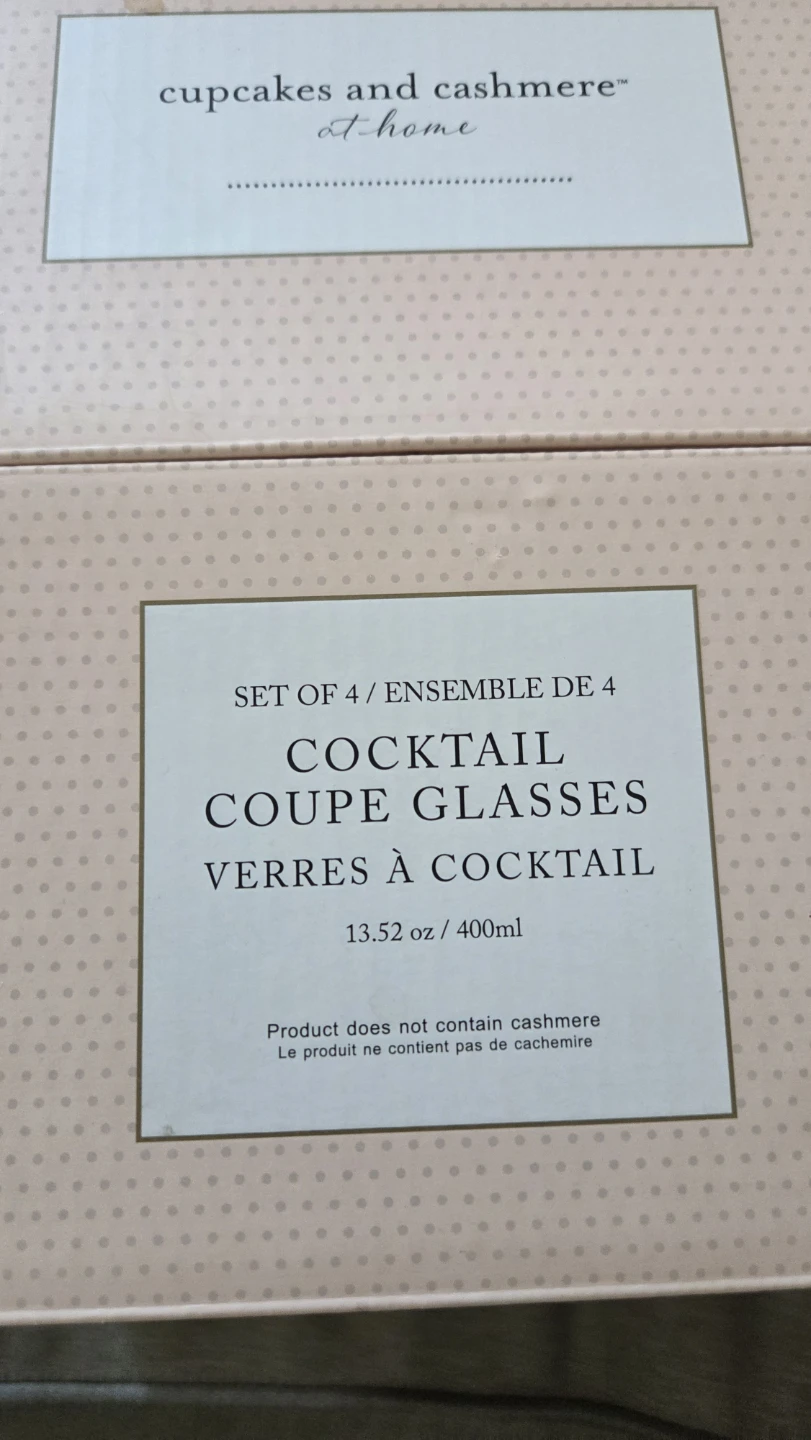 cupcakes and cashmere™
at home
SET OF 4 / ENSEMBLE DE 4
COCKTAIL
COUPE GLASSES
VERRES À COCKTAIL
13.52 oz / 400ml
Product does not contain cashmere
Le produit ne contient pas de cachemire